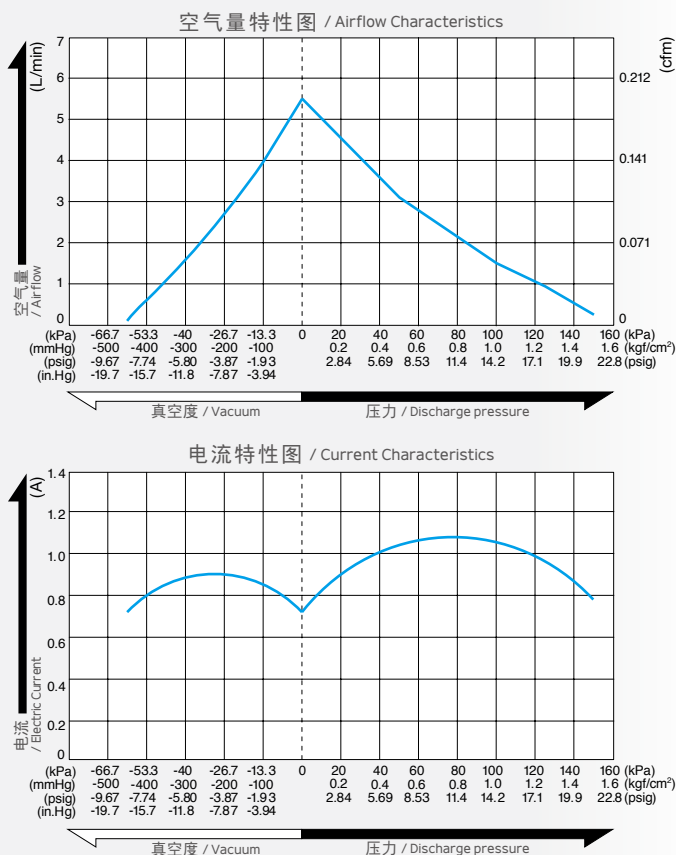 空气量特性图 / Airflow Characteristics
(L/min)
(cfm)
7
6
5
4
3
2
1
0
0.212
0.141
0.071
0
空气量
/ Airflow
(kPa) -66.7 -53.3 -40 -26.7 -13.3 0 20 40 60 80 100 120 140 160 (kPa)
(mmHg) -500 -400 -300 -200 -100 0.2 0.4 0.6 0.8 1.0 1.2 1.4 1.6 (kgf/cm²)
(psig) -9.67 -7.74 -5.80 -3.87 -1.93 2.84 5.69 8.53 11.4 14.2 17.1 19.9 22.8 (psig)
(in.Hg) -19.7 -15.7 -11.8 -7.87 -3.94
真空度 / Vacuum 压力 / Discharge pressure
电流特性图 / Current Characteristics
(A)
1.4
1.2
1.0
0.8
0.6
0.4
0.2
0
电流
/ Electric Current
(kPa) -66.7 -53.3 -40 -26.7 -13.3 0 20 40 60 80 100 120 140 160 (kPa)
(mmHg) -500 -400 -300 -200 -100 0.2 0.4 0.6 0.8 1.0 1.2 1.4 1.6 (kgf/cm²)
(psig) -9.67 -7.74 -5.80 -3.87 -1.93 2.84 5.69 8.53 11.4 14.2 17.1 19.9 22.8 (psig)
(in.Hg) -19.7 -15.7 -11.8 -7.87 -3.94
真空度 / Vacuum 压力 / Discharge pressure